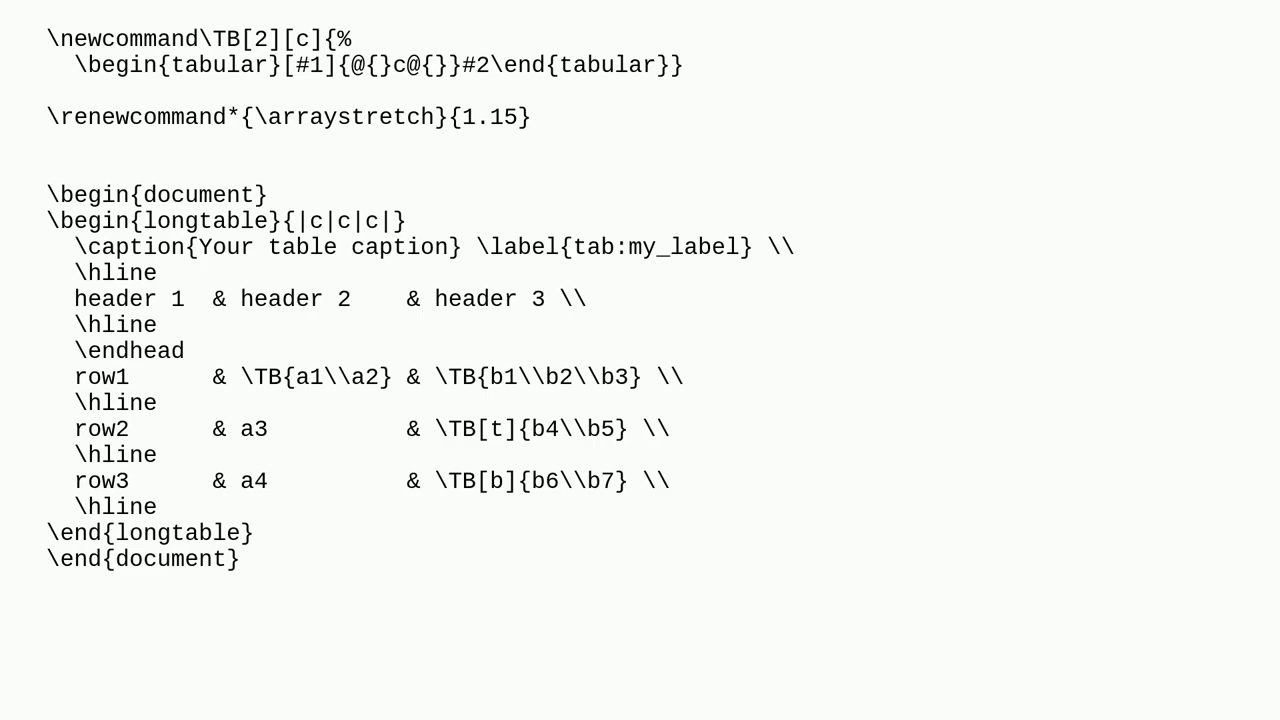 \newcommand\TB[2][c]{%
  \begin{tabular}[#1]{@{}c@{}}#2\end{tabular}}

\renewcommand*{\arraystretch}{1.15}


\begin{document}
\begin{longtable}{|c|c|c|}
  \caption{Your table caption} \label{tab:my_label} \\
  \hline
  header 1  & header 2    & header 3 \\
  \hline
  \endhead
  row1      & \TB{a1\\a2} & \TB{b1\\b2\\b3} \\
  \hline
  row2      & a3          & \TB[t]{b4\\b5} \\
  \hline
  row3      & a4          & \TB[b]{b6\\b7} \\
  \hline
\end{longtable}
\end{document}